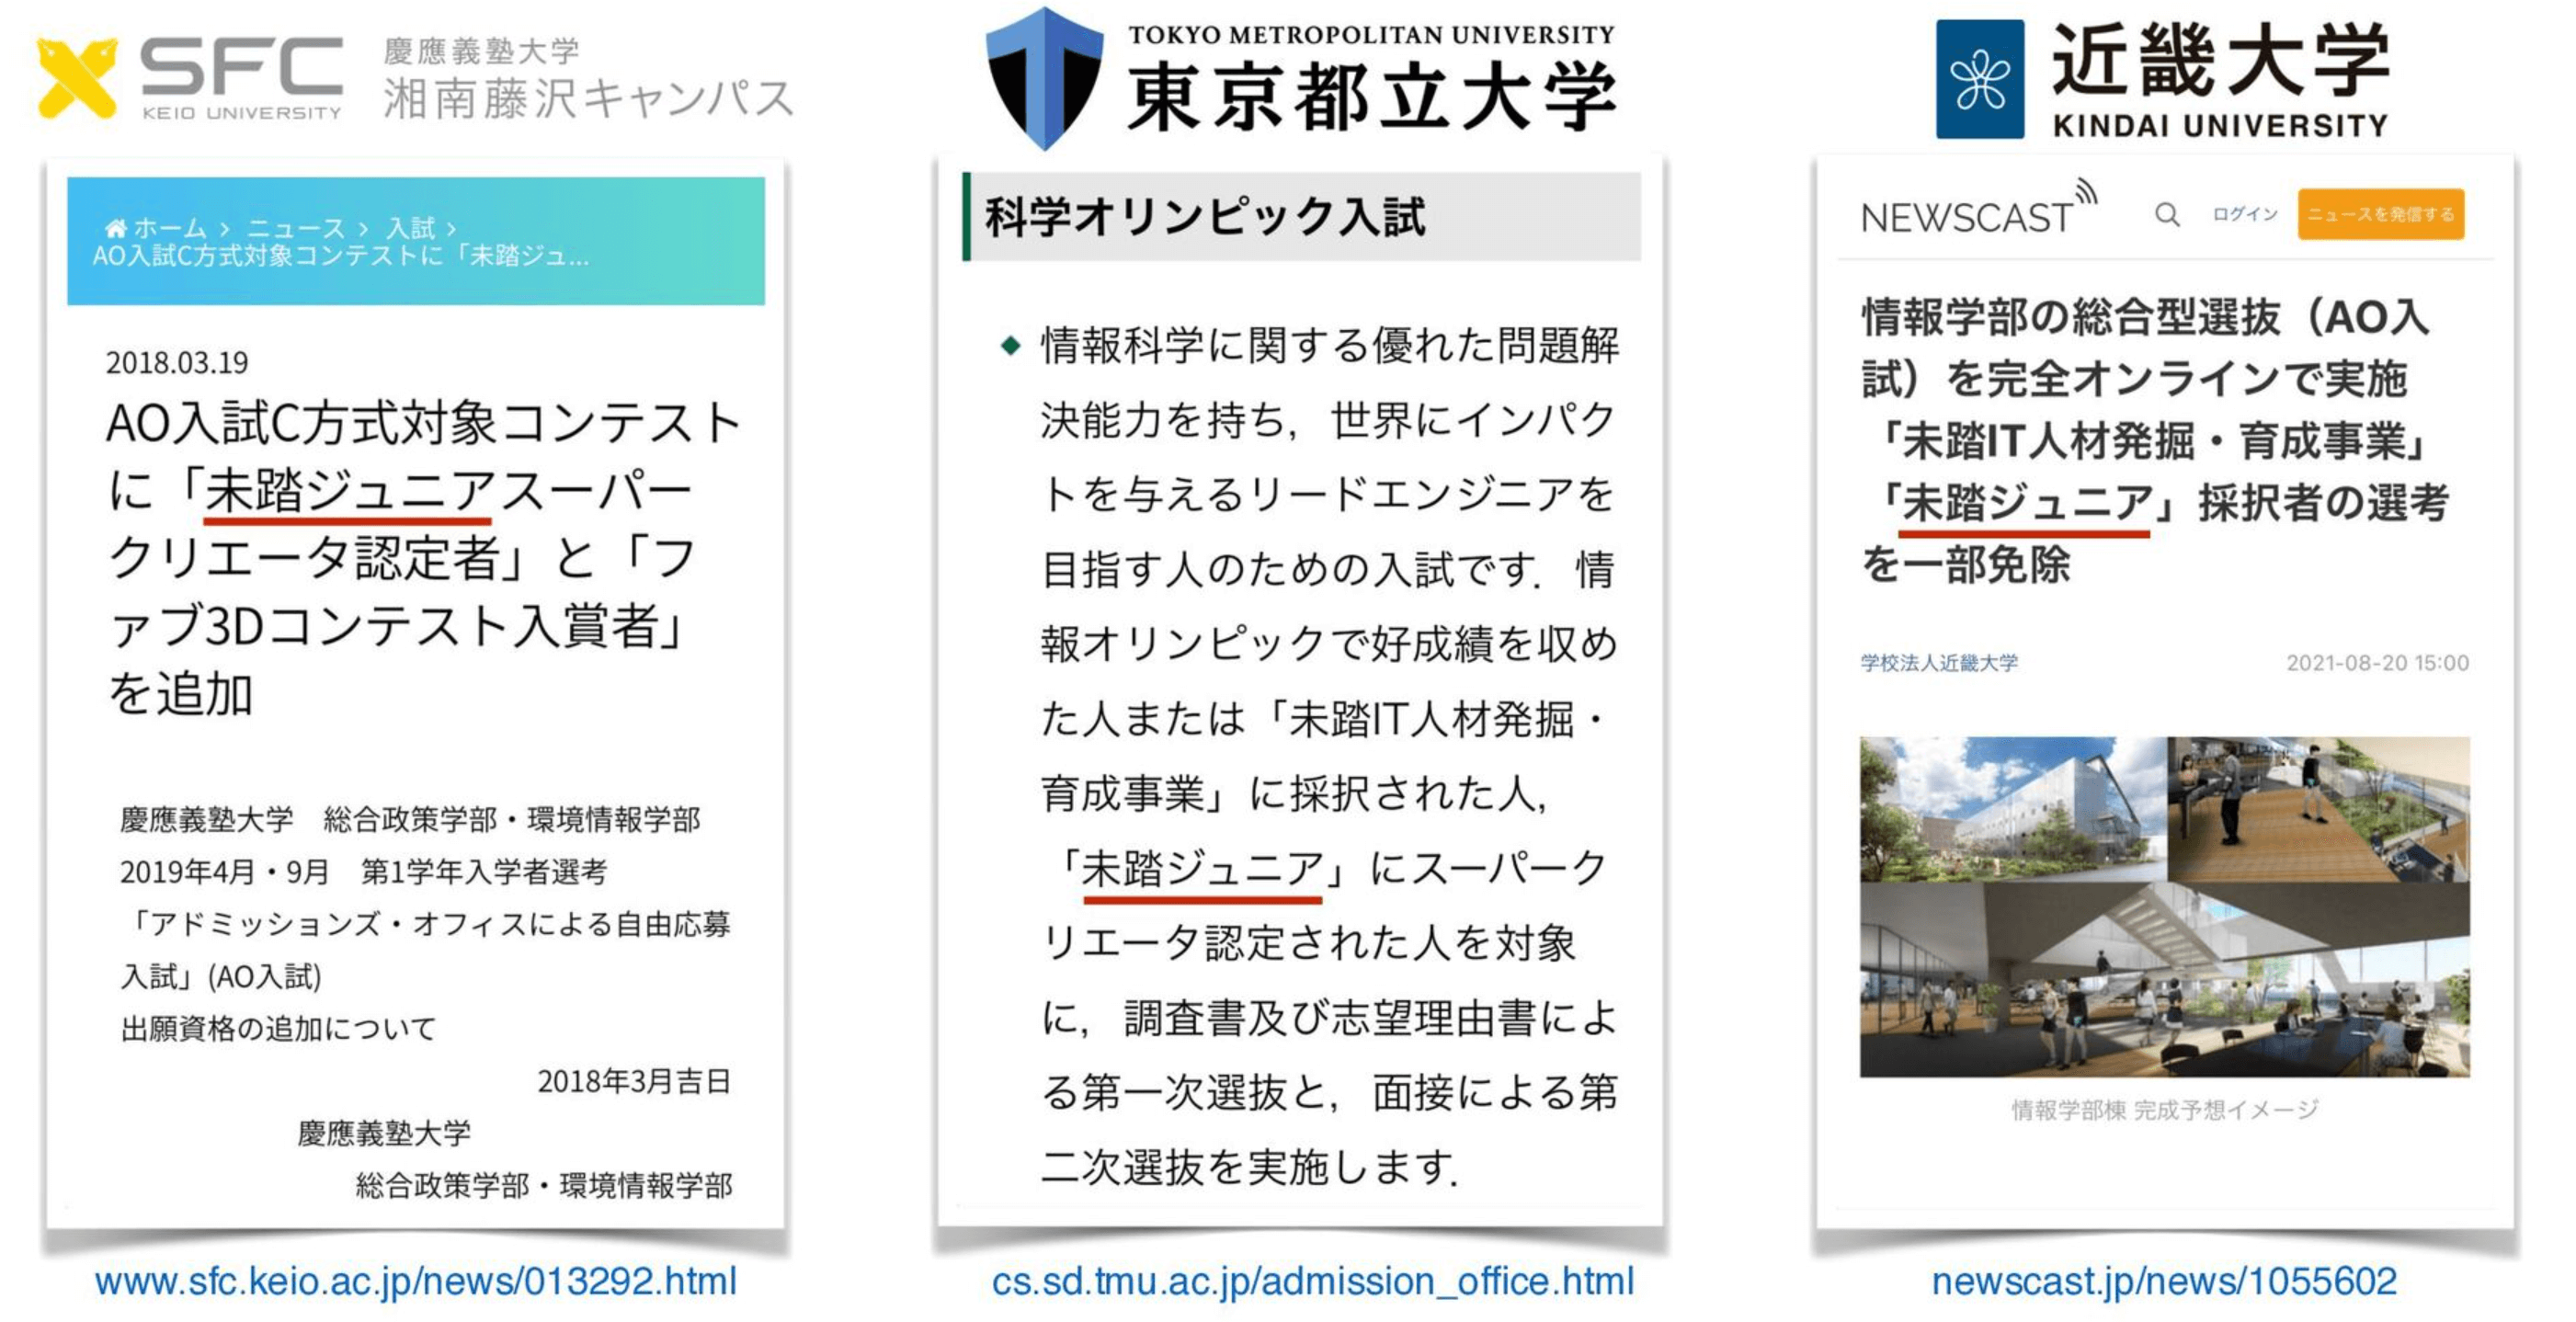 SFC
KEIO UNIVERSITY
慶應義塾大学
湘南藤沢キャンパス
ホーム › ニュース › 入試 ›
AO入試C方式対象コンテストに「未踏ジュ...
2018.03.19
AO入試C方式対象コンテスト
に「未踏ジュニアスーパー
クリエータ認定者」と「フ
ァブ3Dコンテスト入賞者」
を追加
慶應義塾大学　総合政策学部・環境情報学部
2019年4月・9月　第1学年入学者選考
「アドミッションズ・オフィスによる自由応募
入試」(AO入試)
出願資格の追加について
2018年3月吉日
慶應義塾大学
総合政策学部・環境情報学部
www.sfc.keio.ac.jp/news/013292.html
TOKYO METROPOLITAN UNIVERSITY
東京都立大学
科学オリンピック入試
◆ 情報科学に関する優れた問題解
決能力を持ち，世界にインパク
トを与えるリードエンジニアを
目指す人のための入試です．情
報オリンピックで好成績を収め
た人または「未踏IT人材発掘・
育成事業」に採択された人，
「未踏ジュニア」にスーパーク
リエータ認定された人を対象
に，調査書及び志望理由書によ
る第一次選抜と，面接による第
二次選抜を実施します．
cs.sd.tmu.ac.jp/admission_office.html
近畿大学
KINDAI UNIVERSITY
NEWSCAST
ログイン
ニュースを発信する
情報学部の総合型選抜（AO入
試）を完全オンラインで実施
「未踏IT人材発掘・育成事業」
「未踏ジュニア」採択者の選考
を一部免除
学校法人近畿大学
2021-08-20 15:00
情報学部棟 完成予想イメージ
newscast.jp/news/1055602